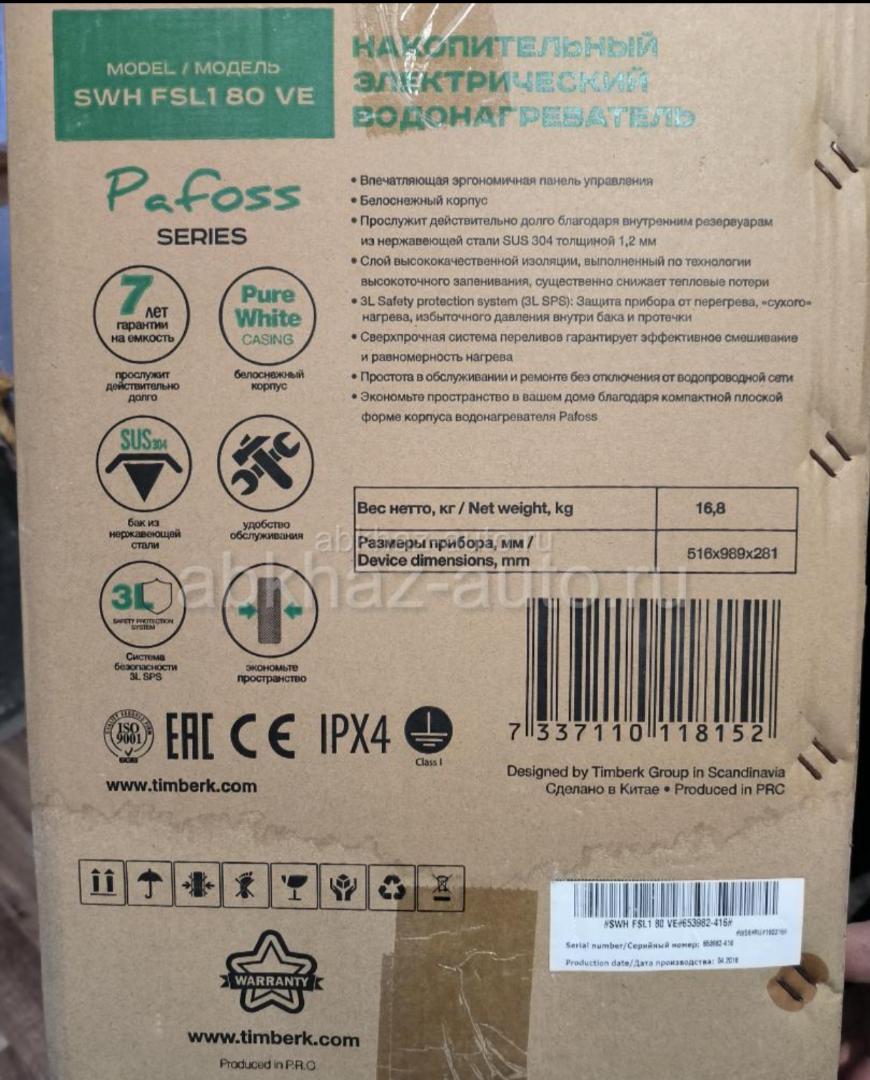 MODEL / МОДЕЛЬ
SWH FSL1 80 VE
НАКОПИТЕЛЬНЫЙ
ЭЛЕКТРИЧЕСКИЙ
ВОДОНАГРЕВАТЕЛЬ
Pafoss
SERIES
7 лет
гарантии
на емкость
прослужит
действительно
долго
Pure
White
CASING
белоснежный
корпус
SUS304
бак из
нержавеющей
стали
удобство
обслуживания
3L
SAFETY PROTECTION
SYSTEM
Система
безопасности
3L SPS
экономьте
пространство
• Впечатляющая эргономичная панель управления
• Белоснежный корпус
• Прослужит действительно долго благодаря внутренним резервуарам
из нержавеющей стали SUS 304 толщиной 1,2 мм
• Слой высококачественной изоляции, выполненный по технологии
высокоточного запенивания, существенно снижает тепловые потери
• 3L Safety protection system (3L SPS): Защита прибора от перегрева, «сухого»
нагрева, избыточного давления внутри бака и протечки
• Сверхпрочная система переливов гарантирует эффективное смешивание
и равномерность нагрева
• Простота в обслуживании и ремонте без отключения от водопроводной сети
• Экономьте пространство в вашем доме благодаря компактной плоской
форме корпуса водонагревателя Pafoss
Вес нетто, кг / Net weight, kg 16,8
Размеры прибора, мм /
Device dimensions, mm 516x989x281
abkhaz-auto.ru
abkhaz-auto.ru
ISO
9001
EAC CE IPX4
Class I
www.timberk.com
7 337110 118152
Designed by Timberk Group in Scandinavia
Сделано в Китае • Produced in PRC
#SWH FSL1 80 VE#653982-416#
Serial number/Серийный номер: 653982-416
Production date/Дата производства: 04.2016
WARRANTY
www.timberk.com
Produced in P.R.C.